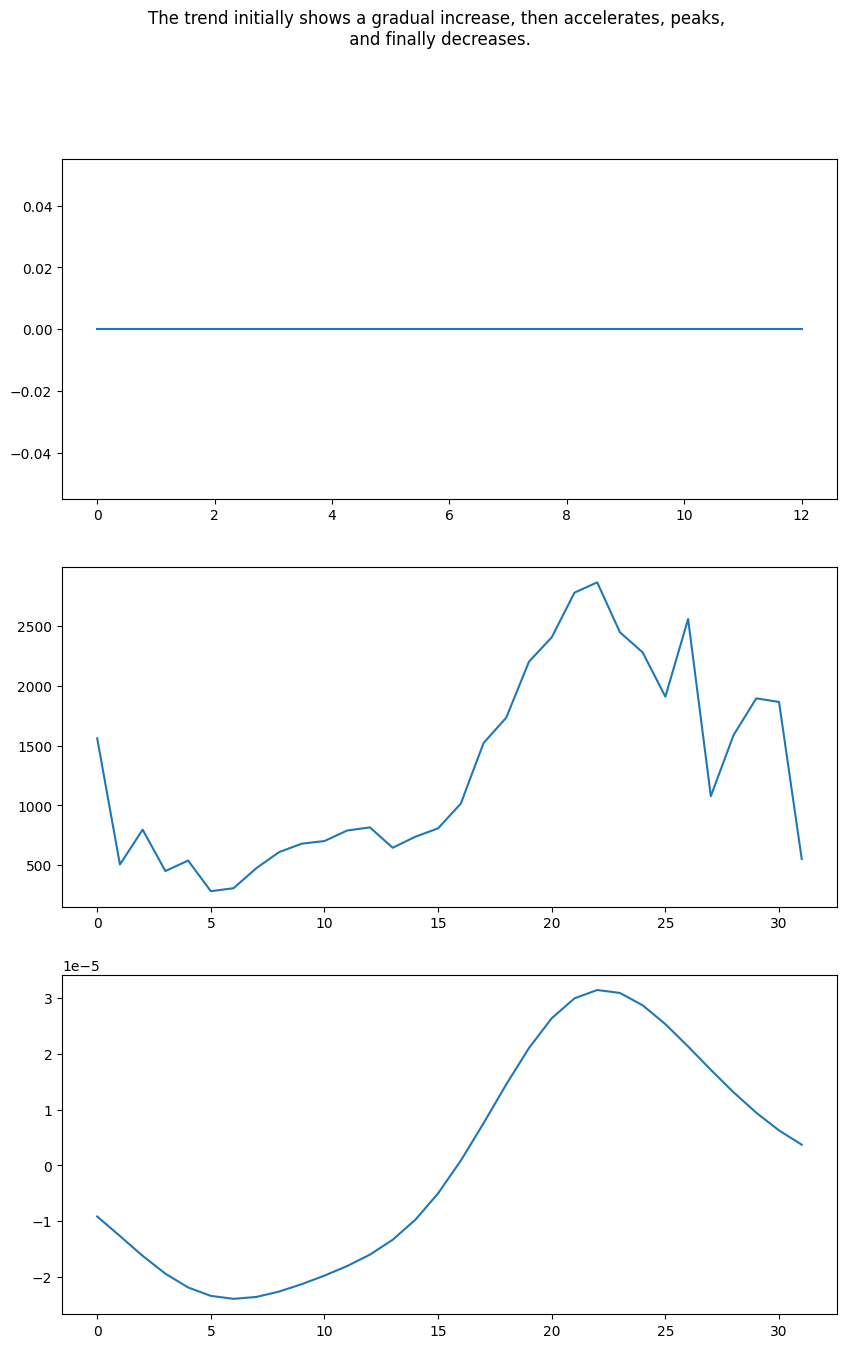 The trend initially shows a gradual increase, then accelerates, peaks,
and finally decreases.
0.04
0.02
0.00
−0.02
−0.04
0 2 4 6 8 10 12
2500
2000
1500
1000
500
0 5 10 15 20 25 30
1e−5
3
2
1
0
−1
−2
0 5 10 15 20 25 30